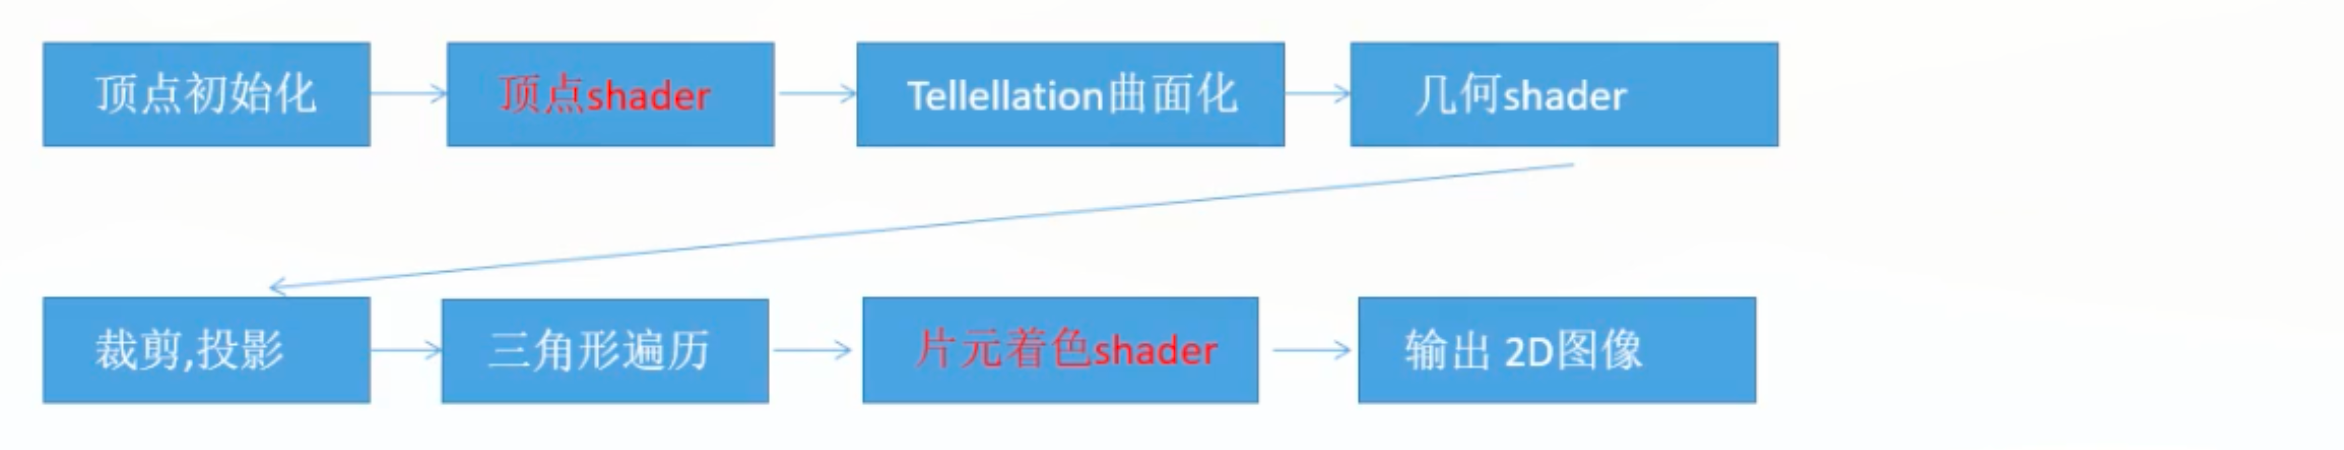 顶点初始化
顶点shader
Tellellation曲面化
几何shader
裁剪,投影
三角形遍历
片元着色shader
输出 2D图像